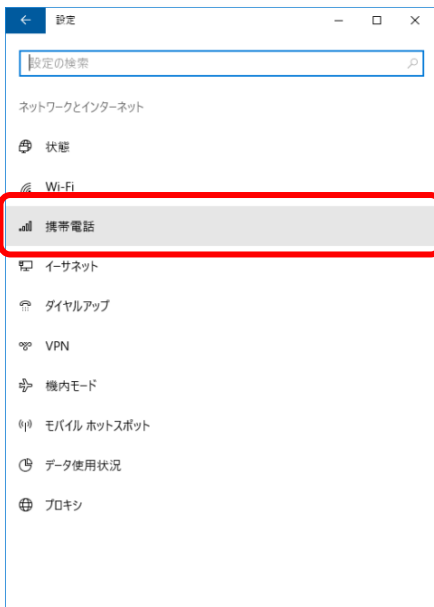 設定
設定の検索
ネットワークとインターネット
状態
Wi-Fi
携帯電話
イーサネット
ダイヤルアップ
VPN
機内モード
モバイル ホットスポット
データ使用状況
プロキシ